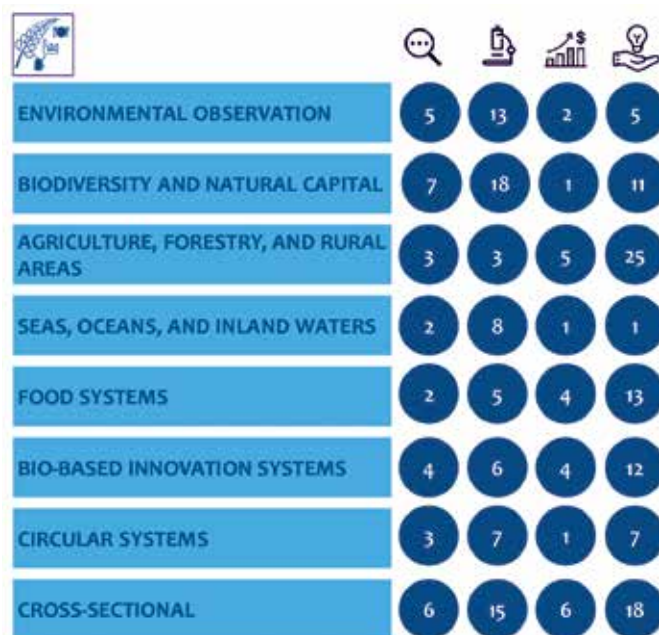 $
ENVIRONMENTAL OBSERVATION 5 13 2 5
BIODIVERSITY AND NATURAL CAPITAL 7 18 1 11
AGRICULTURE, FORESTRY, AND RURAL
AREAS 3 3 5 25
SEAS, OCEANS, AND INLAND WATERS 2 8 1 1
FOOD SYSTEMS 2 5 4 13
BIO-BASED INNOVATION SYSTEMS 4 6 4 12
CIRCULAR SYSTEMS 3 7 1 7
CROSS-SECTIONAL 6 15 6 18